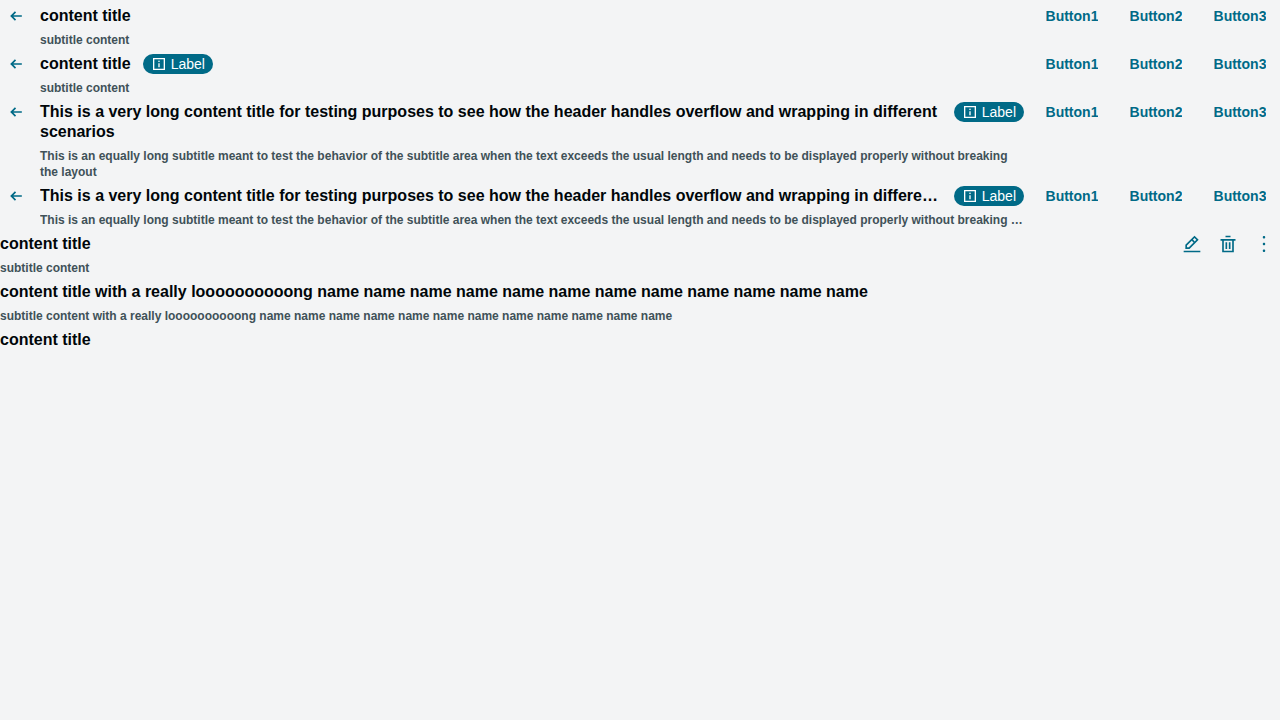 content title Button1 Button2 Button3
subtitle content
content title Label Button1 Button2 Button3
subtitle content
This is a very long content title for testing purposes to see how the header handles overflow and wrapping in different Label Button1 Button2 Button3
scenarios
This is an equally long subtitle meant to test the behavior of the subtitle area when the text exceeds the usual length and needs to be displayed properly without breaking
the layout
This is a very long content title for testing purposes to see how the header handles overflow and wrapping in differe… Label Button1 Button2 Button3
This is an equally long subtitle meant to test the behavior of the subtitle area when the text exceeds the usual length and needs to be displayed properly without breaking …
content title
subtitle content
content title with a really loooooooooong name name name name name name name name name name name name
subtitle content with a really loooooooooong name name name name name name name name name name name name
content title